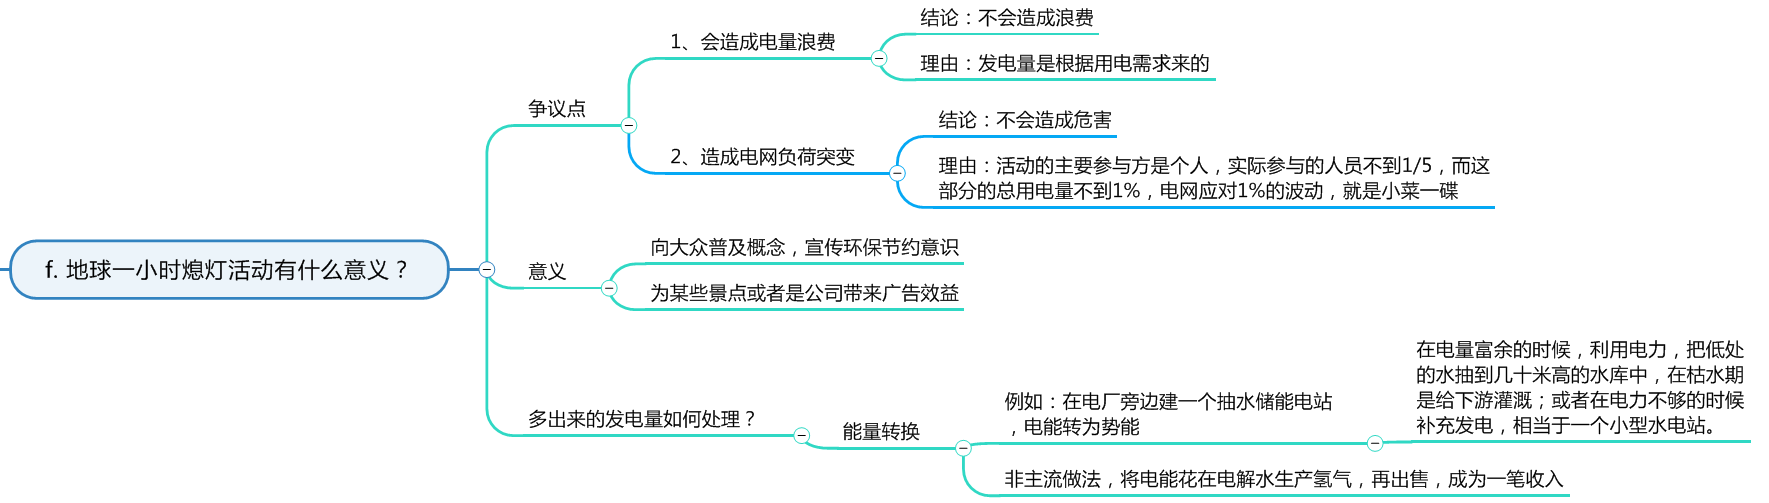 f. 地球一小时熄灯活动有什么意义？
争议点
1、会造成电量浪费
结论：不会造成浪费
理由：发电量是根据用电需求来的
2、造成电网负荷突变
结论：不会造成危害
理由：活动的主要参与方是个人，实际参与的人员不到1/5，而这
部分的总用电量不到1%，电网应对1%的波动，就是小菜一碟
意义
向大众普及概念，宣传环保节约意识
为某些景点或者是公司带来广告效益
多出来的发电量如何处理？
能量转换
例如：在电厂旁边建一个抽水储能电站
，电能转为势能
在电量富余的时候，利用电力，把低处
的水抽到几十米高的水库中，在枯水期
是给下游灌溉；或者在电力不够的时候
补充发电，相当于一个小型水电站。
非主流做法，将电能花在电解水生产氢气，再出售，成为一笔收入